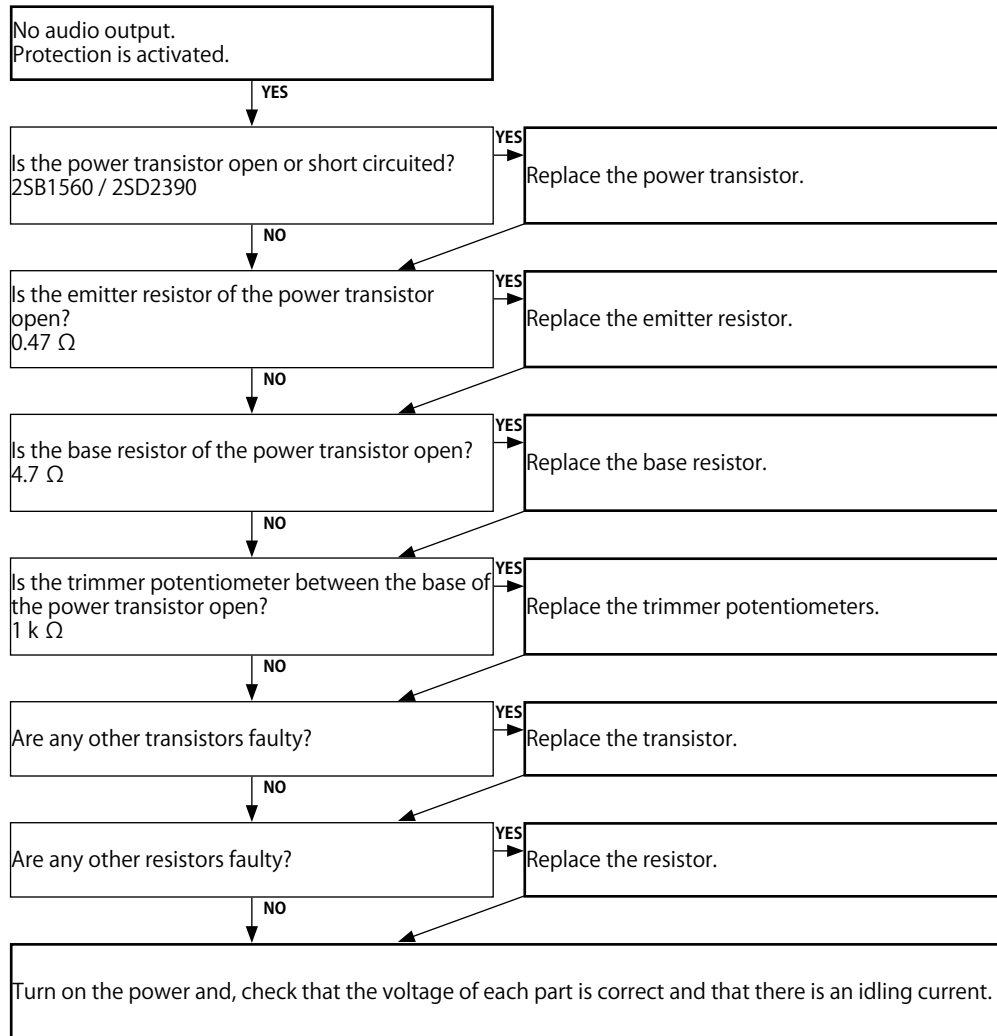 No audio output.
Protection is activated.
YES
Is the power transistor open or short circuited?
2SB1560 / 2SD2390
YES
Replace the power transistor.
NO
Is the emitter resistor of the power transistor
open?
0.47 Ω
YES
Replace the emitter resistor.
NO
Is the base resistor of the power transistor open?
4.7 Ω
YES
Replace the base resistor.
NO
Is the trimmer potentiometer between the base of
the power transistor open?
1 k Ω
YES
Replace the trimmer potentiometers.
NO
Are any other transistors faulty?
YES
Replace the transistor.
NO
Are any other resistors faulty?
YES
Replace the resistor.
NO
Turn on the power and, check that the voltage of each part is correct and that there is an idling current.